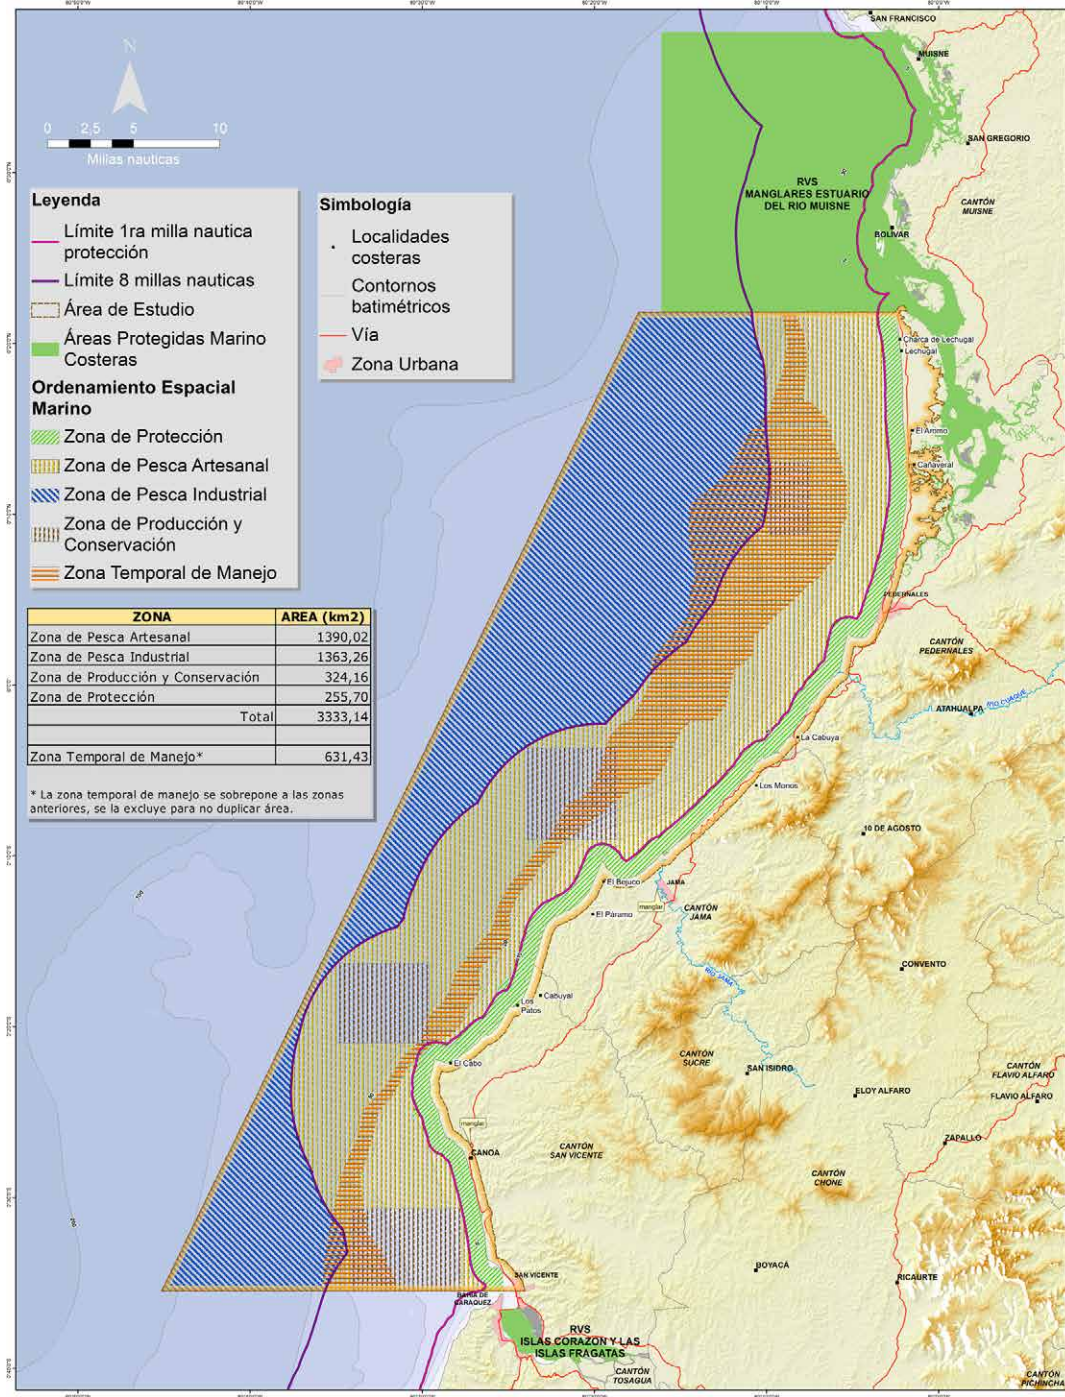 SAN FRANCISCO
MUISNE
N
0 2,5 5 10
Millas nauticas
SAN GREGORIO
RVS
MANGLARES ESTUARIO
DEL RIO MUISNE
CANTÓN
MUISNE
BOLIVAR
Leyenda
Límite 1ra milla nautica
protección
Límite 8 millas nauticas
Área de Estudio
Áreas Protegidas Marino
Costeras
Ordenamiento Espacial
Marino
Zona de Protección
Zona de Pesca Artesanal
Zona de Pesca Industrial
Zona de Producción y
Conservación
Zona Temporal de Manejo
Simbología
Localidades
costeras
Contornos
batimétricos
Vía
Zona Urbana
Charca de Lechugal
Lechugal
El Aromo
Cañaveral
PEDERNALES
CANTÓN
PEDERNALES
ATAHUALPA
ZONA AREA (km2)
Zona de Pesca Artesanal 1390,02
Zona de Pesca Industrial 1363,26
Zona de Producción y Conservación 324,16
Zona de Protección 255,70
Total 3333,14
Zona Temporal de Manejo* 631,43
* La zona temporal de manejo se sobrepone a las zonas
anteriores, se la excluye para no duplicar área.
La Cabuya
Los Monos
10 DE AGOSTO
El Bejuco
JAMA
manglar
El Páramo
CANTÓN
JAMA
CONVENTO
RIO JAMA
Cabuyal
Los
Patos
El Cabo
CANTÓN
SUCRE
SAN ISIDRO
CANTÓN
FLAVIO ALFARO
ELOY ALFARO
FLAVIO ALFARO
manglar
CANOA
CANTÓN
SAN VICENTE
ZAPALLO
CANTÓN
CHONE
BOYACÁ
RICAURTE
SAN VICENTE
BAHIA DE
CARAQUEZ
RVS
ISLAS CORAZON Y LAS
ISLAS FRAGATAS
CANTÓN
TOSAGUA
CANTÓN
PICHINCHA